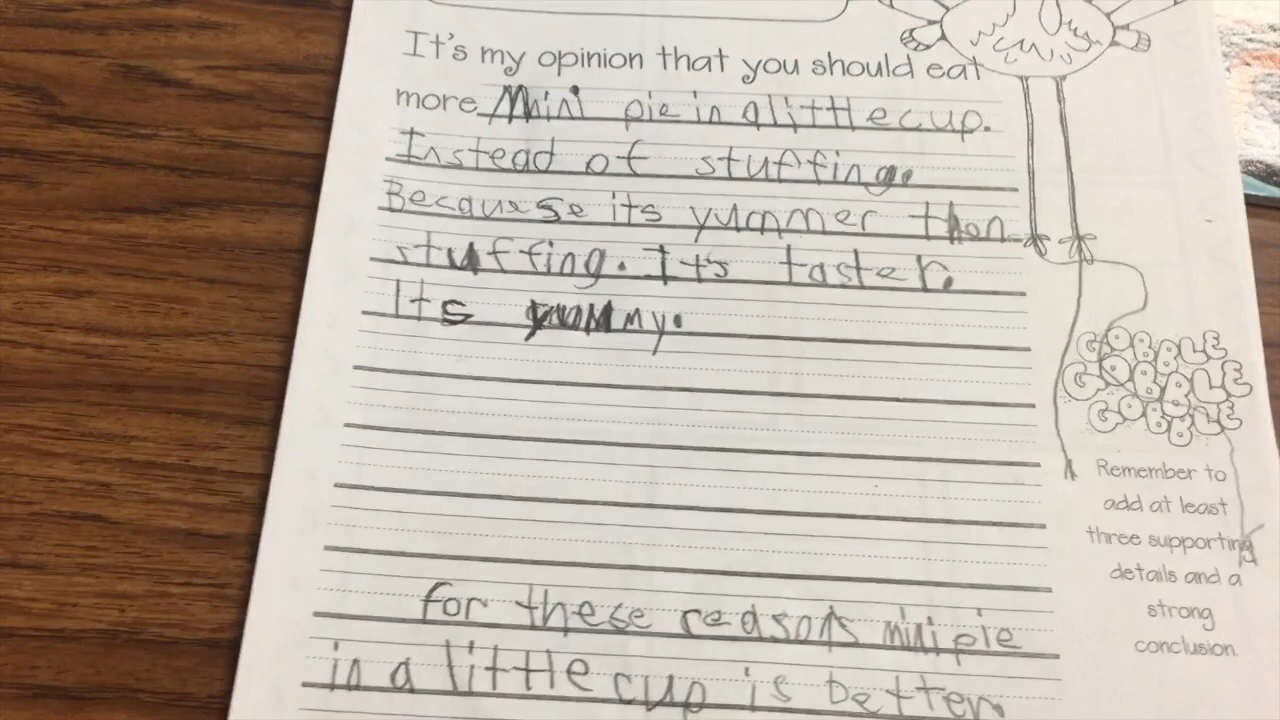 It's my opinion that you should eat
more Mini pie in a little cup.
Instead of stuffing.
Becauese its yummer than
stuffing. It's taster.
Its yummy.
GOBBLE
GOBBLE
GOBBLE
Remember to
add at least
three supporting
details and a
strong
conclusion.
for these reasons mini pie
in a little cup is better